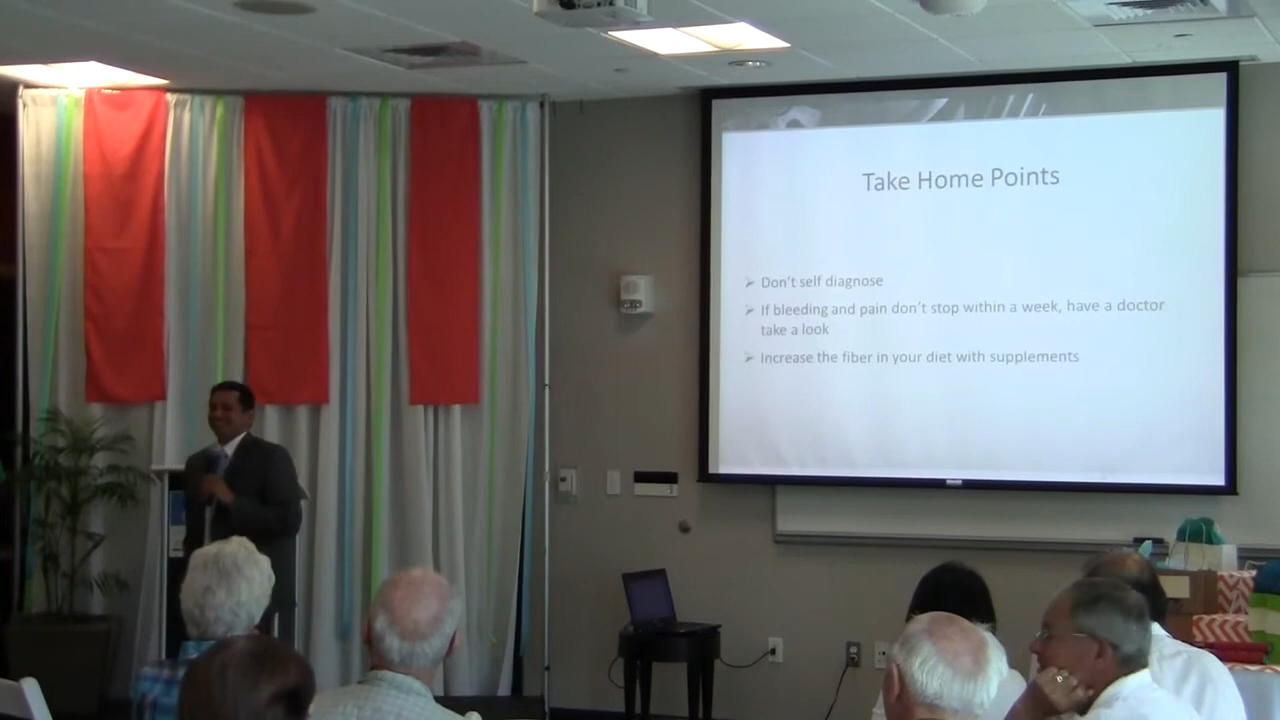 Take Home Points
➢ Don't self diagnose
➢ If bleeding and pain don't stop within a week, have a doctor
take a look
➢ Increase the fiber in your diet with supplements